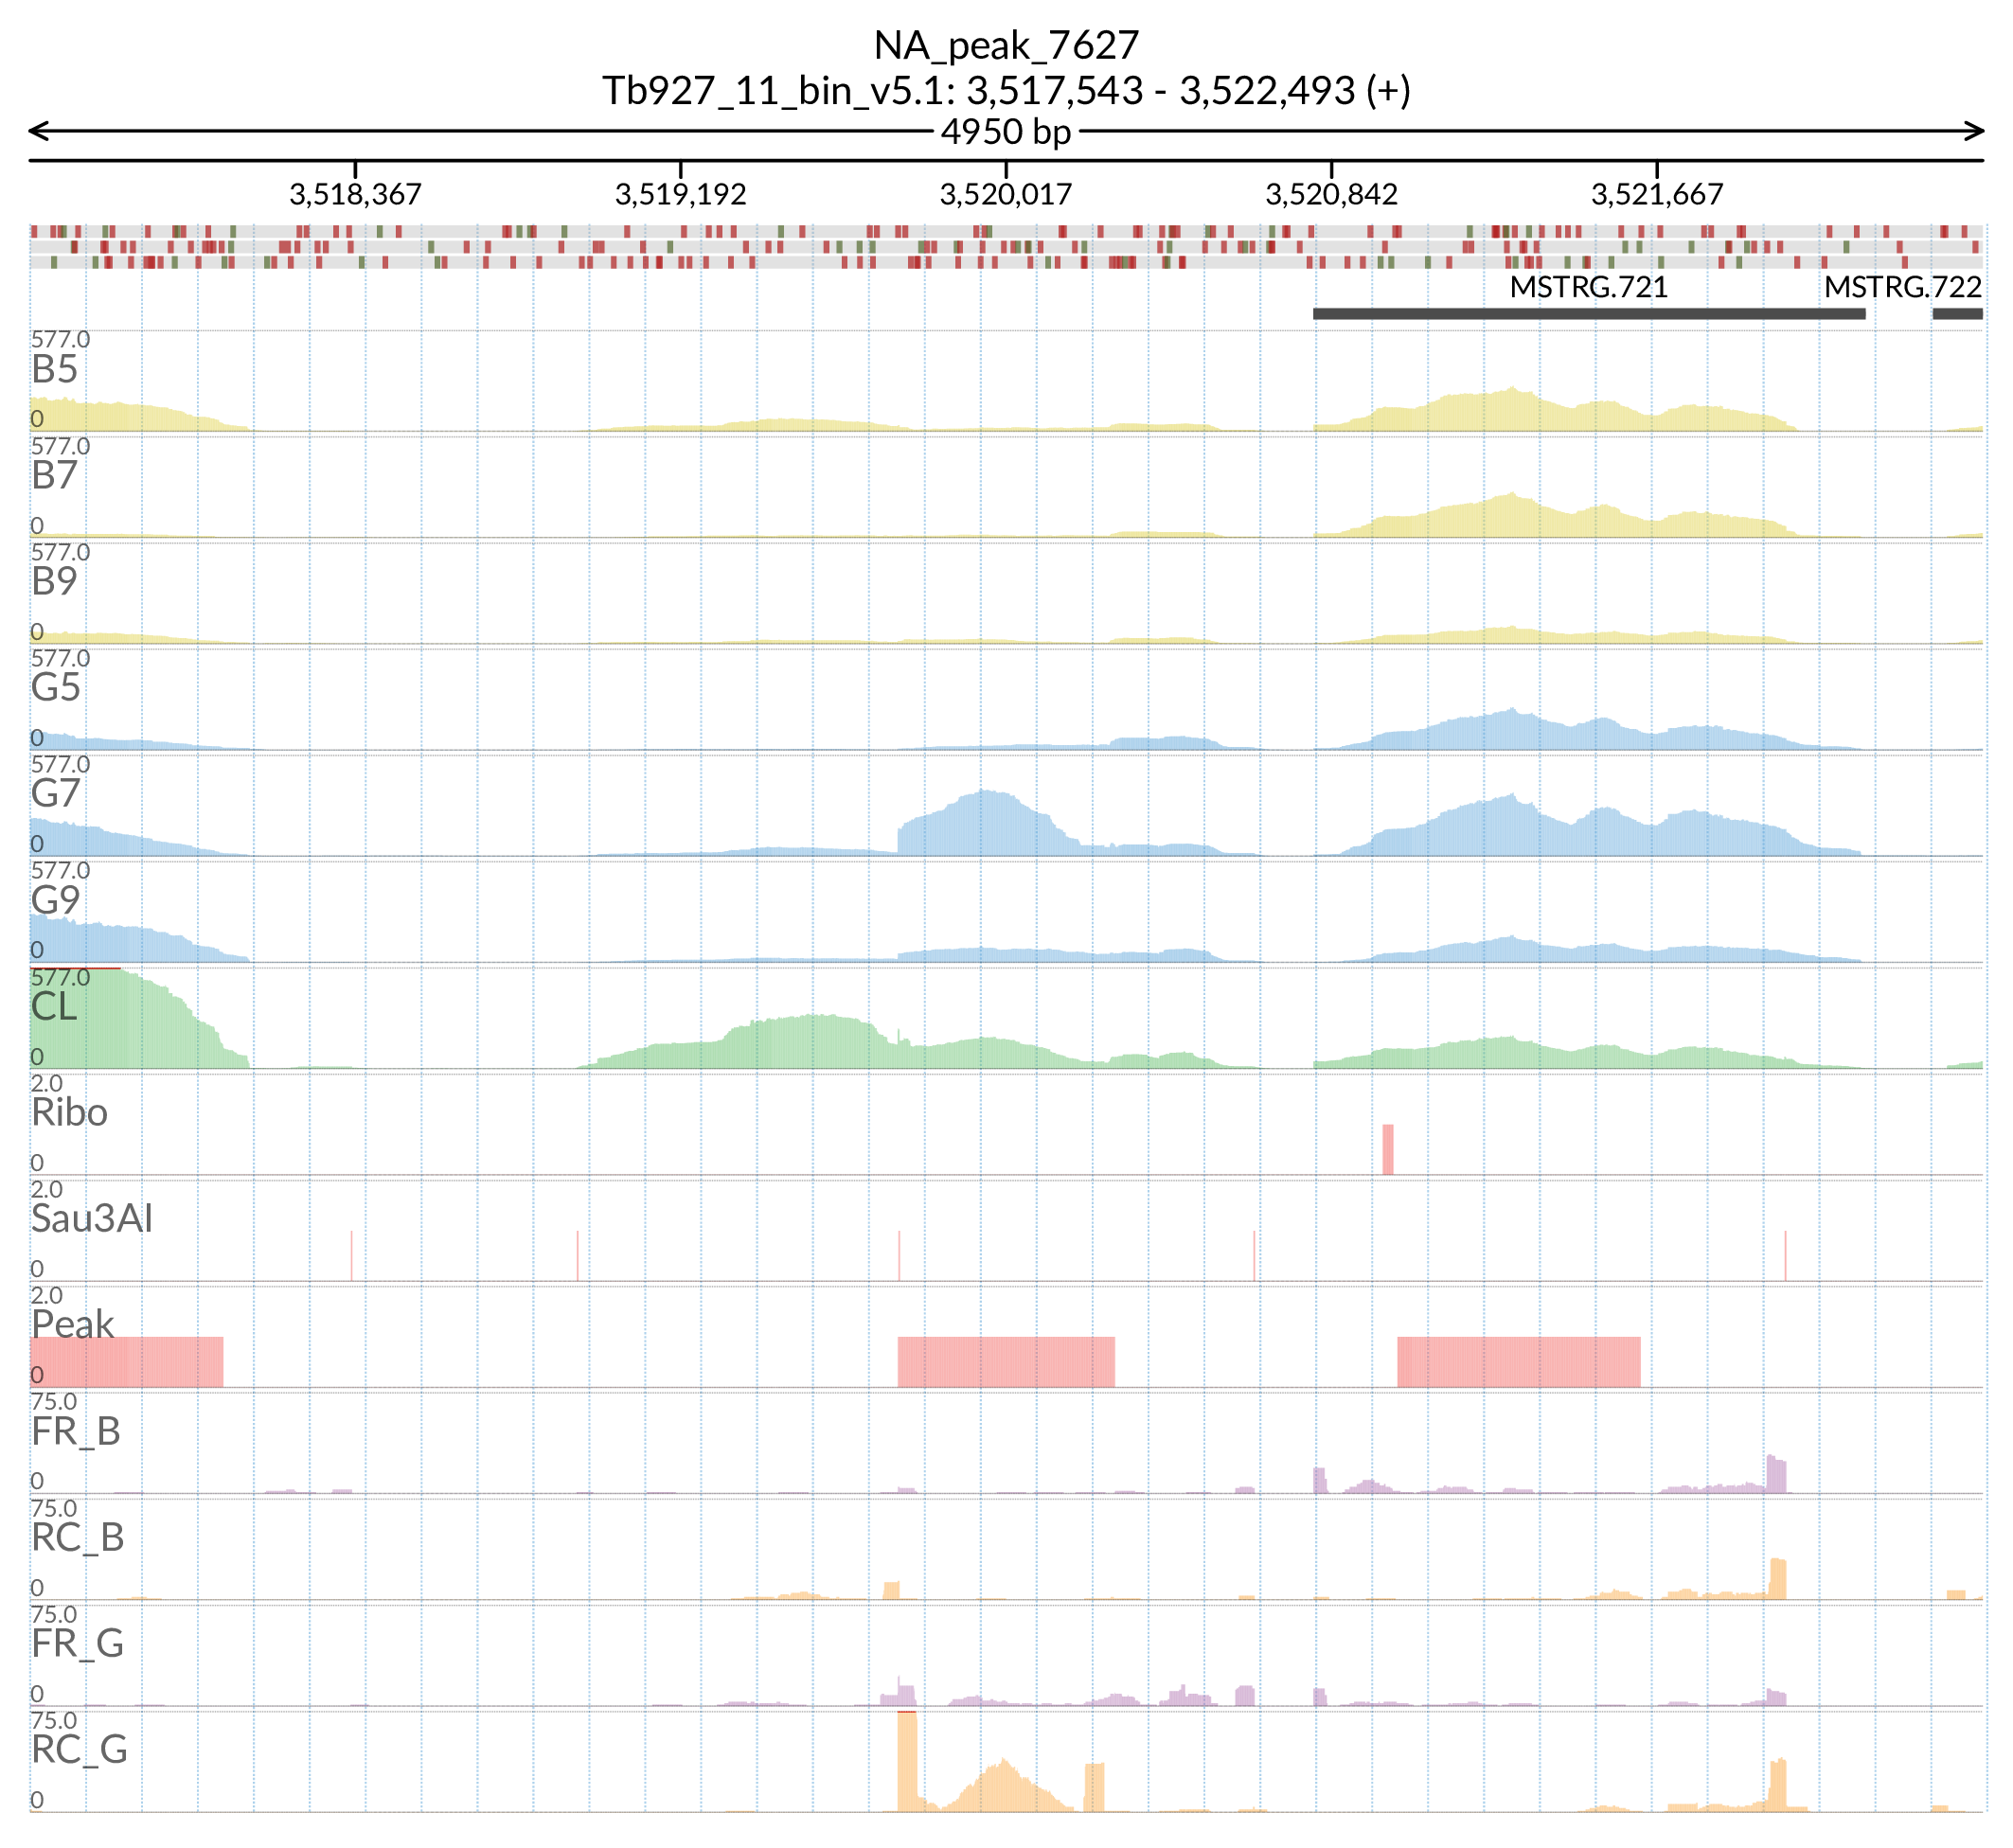 NA_peak_7627
Tb927_11_bin_v5.1: 3,517,543 - 3,522,493 (+)
4950 bp
3,518,367 3,519,192 3,520,017 3,520,842 3,521,667
MSTRG.721 MSTRG.722
577.0
B5
0
577.0
B7
0
577.0
B9
0
577.0
G5
0
577.0
G7
0
577.0
G9
0
577.0
CL
0
2.0
Ribo
0
2.0
Sau3AI
0
2.0
Peak
0
75.0
FR_B
0
75.0
RC_B
0
75.0
FR_G
0
75.0
RC_G
0